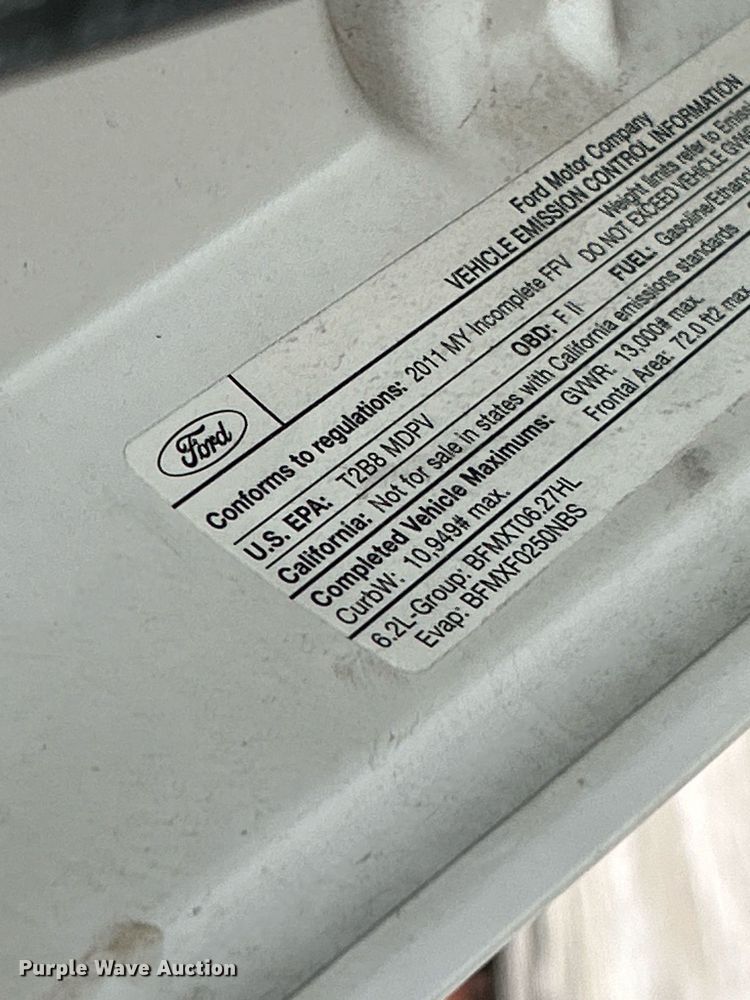 Ford
Ford Motor Company
VEHICLE EMISSION CONTROL INFORMATION
Conforms to regulations: 2011 MY Incomplete FFV Weight limits refer to
DO NOT EXCEED VEHICLE
U.S. EPA: T2B8 MDPV OBD: F II FUEL: Gasoline/Ethanol
California: Not for sale in states with California emissions standards
Completed Vehicle Maximums: GVWR: 13,000# max.
CurbW: 10,949# max. Frontal Area: 72.0 ft2 max
6.2L-Group: BFMXT06.27HL
Evap: BFMXF0250NBS
Purple Wave Auction